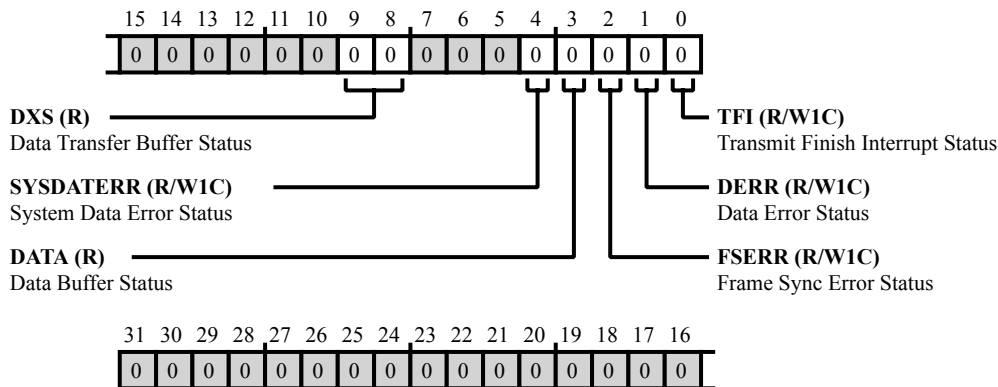 15 14 13 12 11 10 9 8 7 6 5 4 3 2 1 0
0 0 0 0 0 0 0 0 0 0 0 0 0 0 0 0
DXS (R)
Data Transfer Buffer Status
TFI (R/W1C)
Transmit Finish Interrupt Status
SYSDATERR (R/W1C)
System Data Error Status
DERR (R/W1C)
Data Error Status
DATA (R)
Data Buffer Status
FSERR (R/W1C)
Frame Sync Error Status
31 30 29 28 27 26 25 24 23 22 21 20 19 18 17 16
0 0 0 0 0 0 0 0 0 0 0 0 0 0 0 0